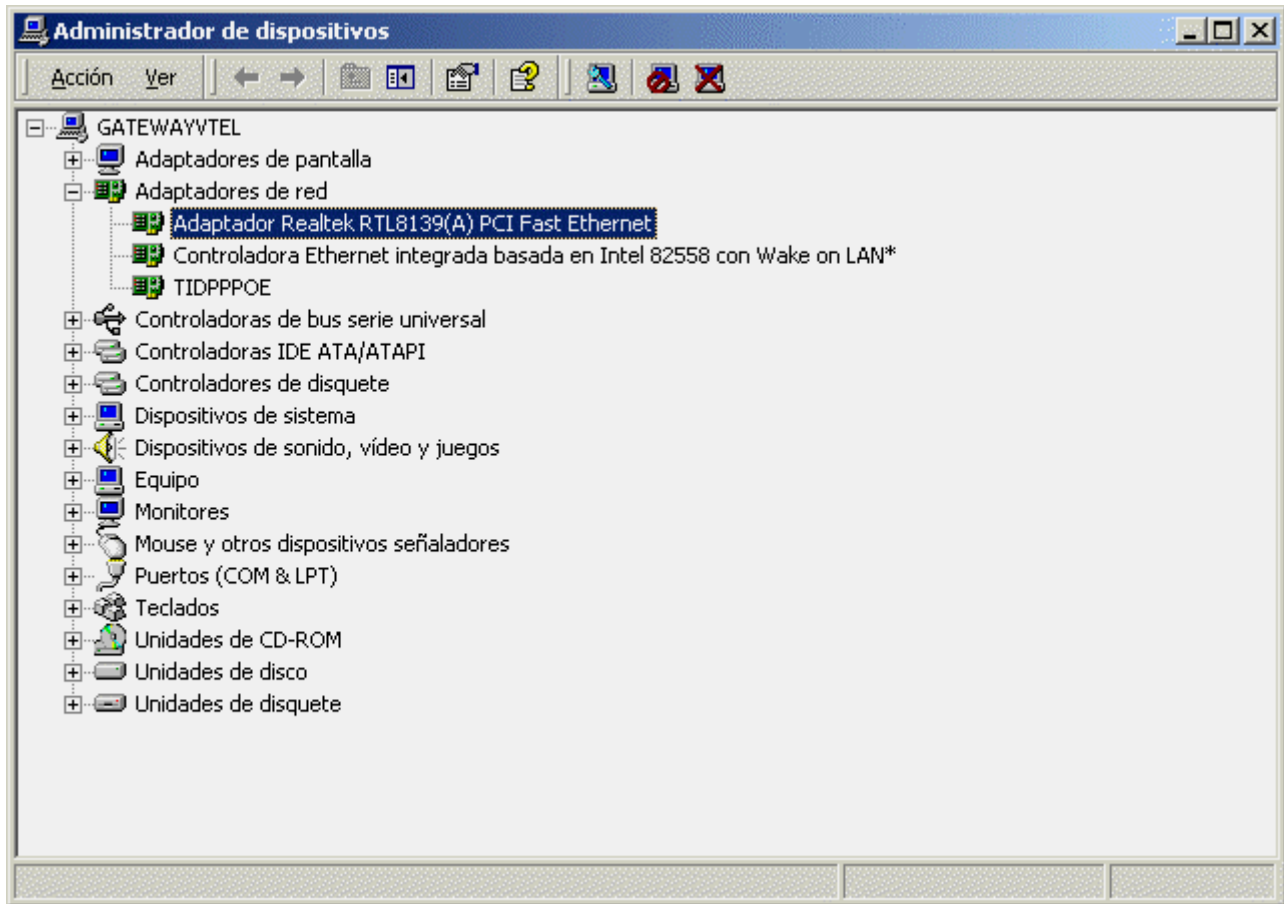 Administrador de dispositivos
Acción Ver
GATEWAYVTEL
Adaptadores de pantalla
Adaptadores de red
Adaptador Realtek RTL8139(A) PCI Fast Ethernet
Controladora Ethernet integrada basada en Intel 82558 con Wake on LAN*
TIDPPPOE
Controladoras de bus serie universal
Controladoras IDE ATA/ATAPI
Controladores de disquete
Dispositivos de sistema
Dispositivos de sonido, vídeo y juegos
Equipo
Monitores
Mouse y otros dispositivos señaladores
Puertos (COM & LPT)
Teclados
Unidades de CD-ROM
Unidades de disco
Unidades de disquete